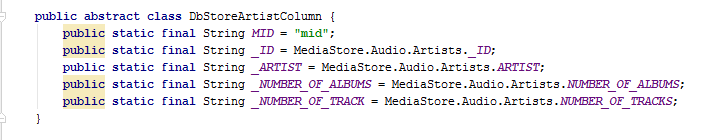 public abstract class DbStoreArtistColumn {
public static final String MID = "mid";
public static final String _ID = MediaStore.Audio.Artists._ID;
public static final String _ARTIST = MediaStore.Audio.Artists.ARTIST;
public static final String _NUMBER_OF_ALBUMS = MediaStore.Audio.Artists.NUMBER_OF_ALBUMS;
public static final String _NUMBER_OF_TRACK = MediaStore.Audio.Artists.NUMBER_OF_TRACKS;
}